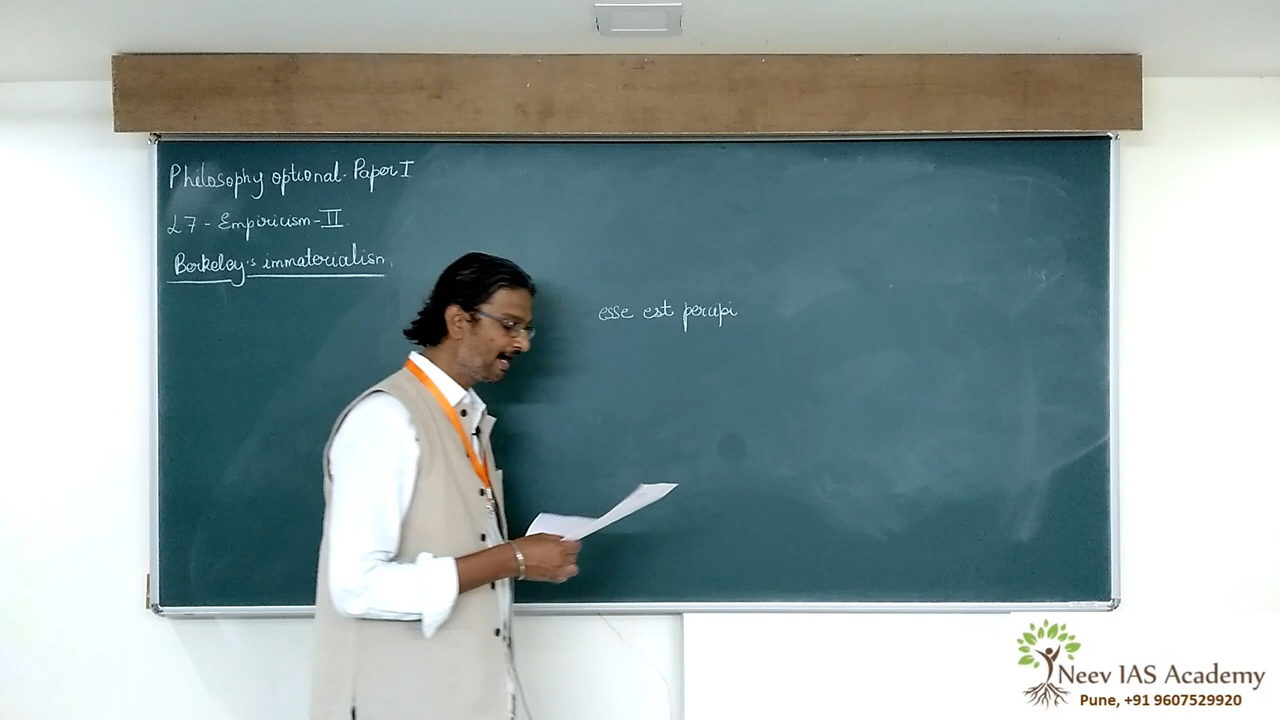 Philosophy optional. Paper I
L7 - Empiricism - II.
Berkeley's immaterialism.
esse est percipi
Neev IAS Academy
Pune, +91 9607529920